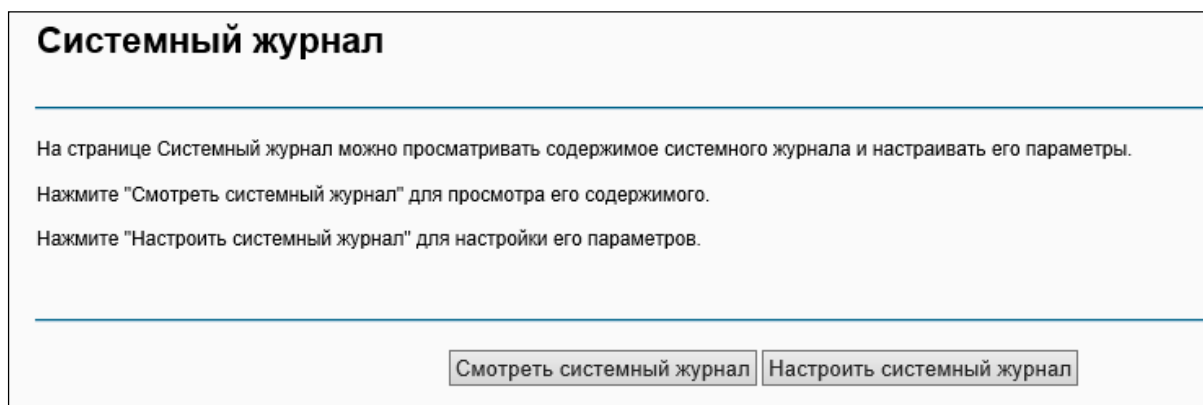 Системный журнал
На странице Системный журнал можно просматривать содержимое системного журнала и настраивать его параметры.
Нажмите "Смотреть системный журнал" для просмотра его содержимого.
Нажмите "Настроить системный журнал" для настройки его параметров.
Смотреть системный журнал Настроить системный журнал